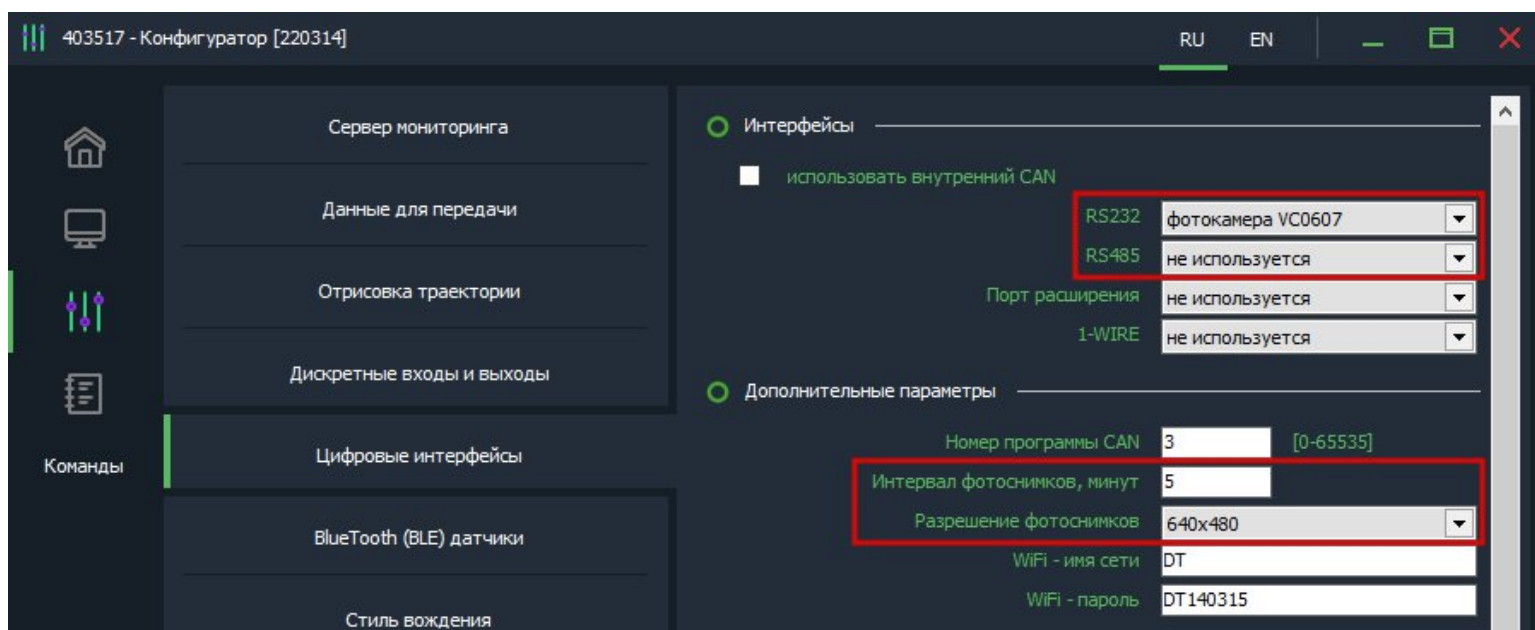 403517 - Конфигуратор [220314]
RU EN
Сервер мониторинга
Данные для передачи
Отрисовка траектории
Дискретные входы и выходы
Цифровые интерфейсы
BlueTooth (BLE) датчики
Стиль вождения
Команды
Интерфейсы
использовать внутренний CAN
RS232 фотокамера VC0607
RS485 не используется
Порт расширения не используется
1-WIRE не используется
Дополнительные параметры
Номер программы CAN 3 [0-65535]
Интервал фотоснимков, минут 5
Разрешение фотоснимков 640x480
WiFi - имя сети DT
WiFi - пароль DT140315